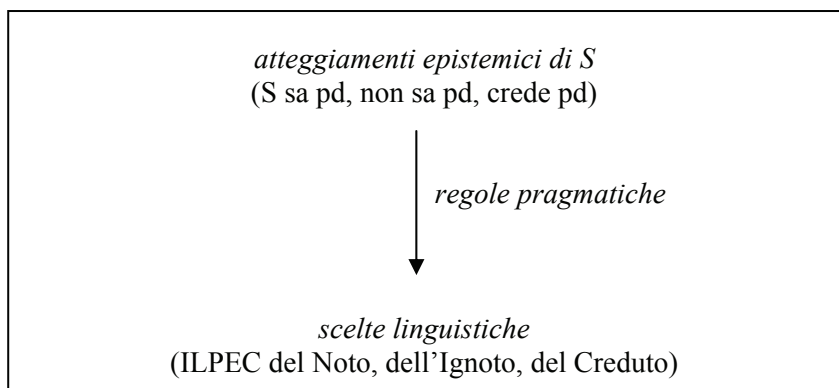 atteggiamenti epistemici di S
(S sa pd, non sa pd, crede pd)
regole pragmatiche
scelte linguistiche
(ILPEC del Noto, dell’Ignoto, del Creduto)